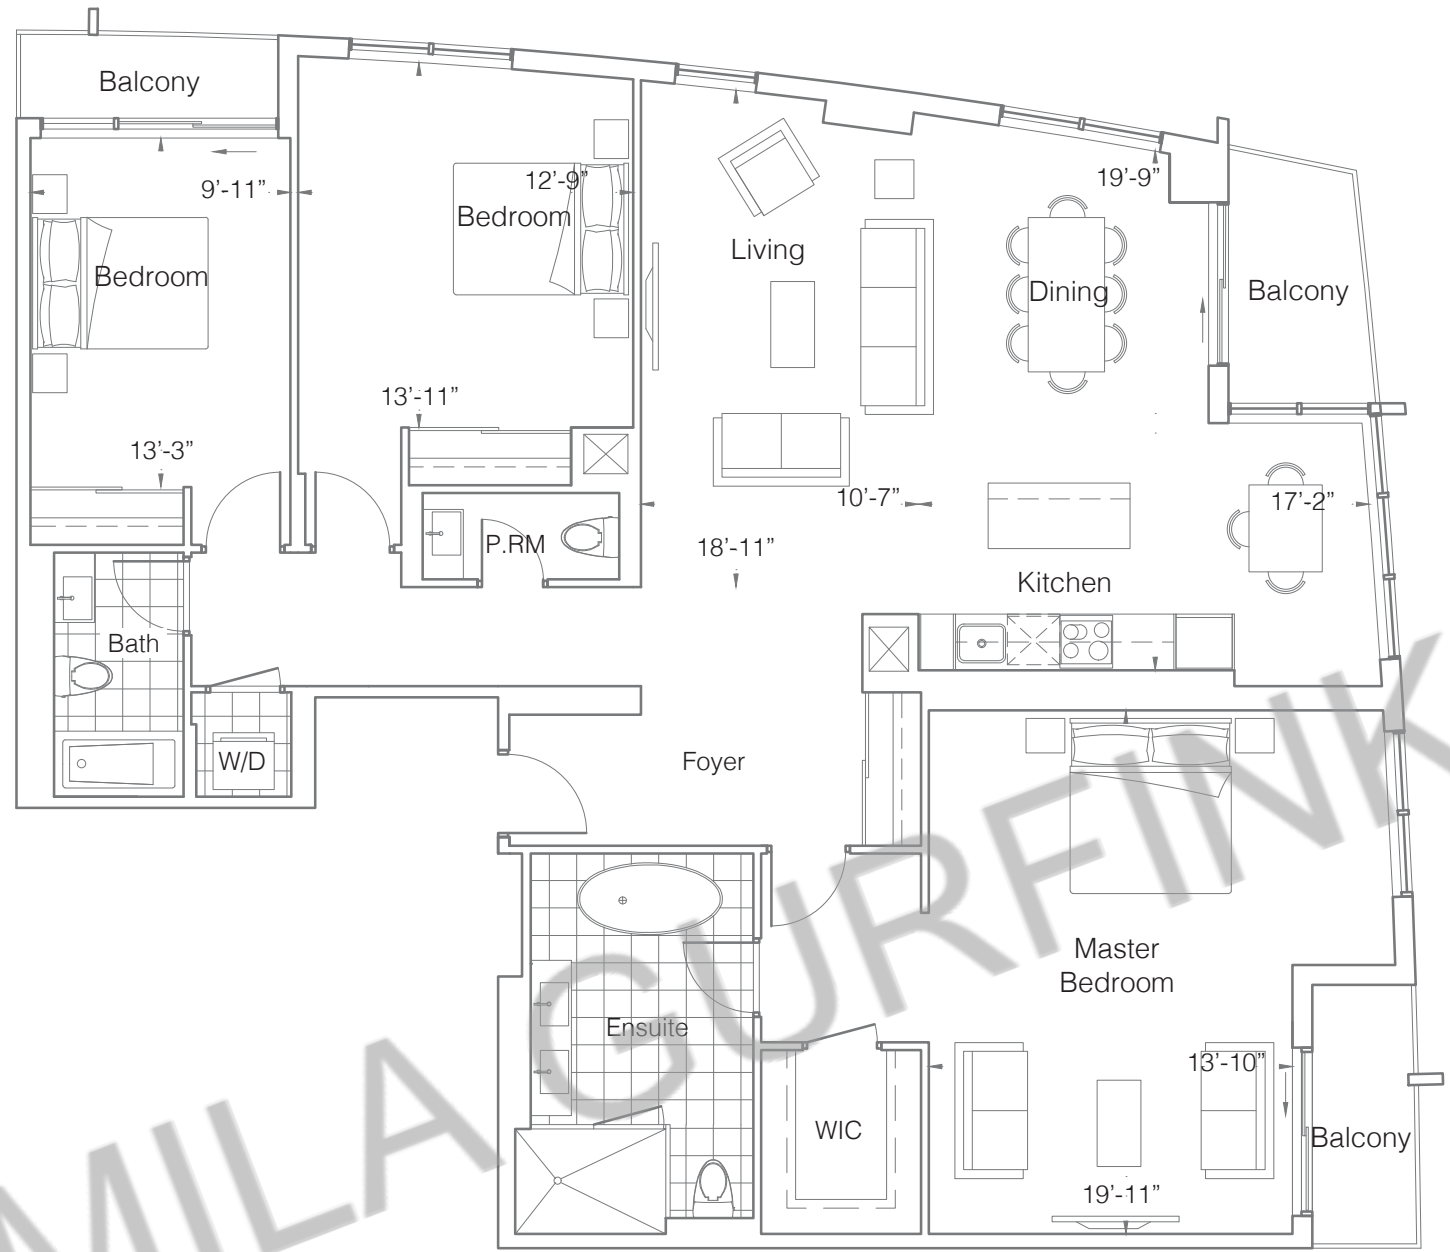 Balcony
9’-11”
12’-9”
19’-9”
Bedroom
Living
Bedroom
Dining
Balcony
13’-11”
13’-3”
10’-7”
17’-2”
P.RM
18’-11”
Kitchen
Bath
W/D
Foyer
Master
Bedroom
Ensuite
13’-10”
WIC
Balcony
19’-11”
MILA GURFINK